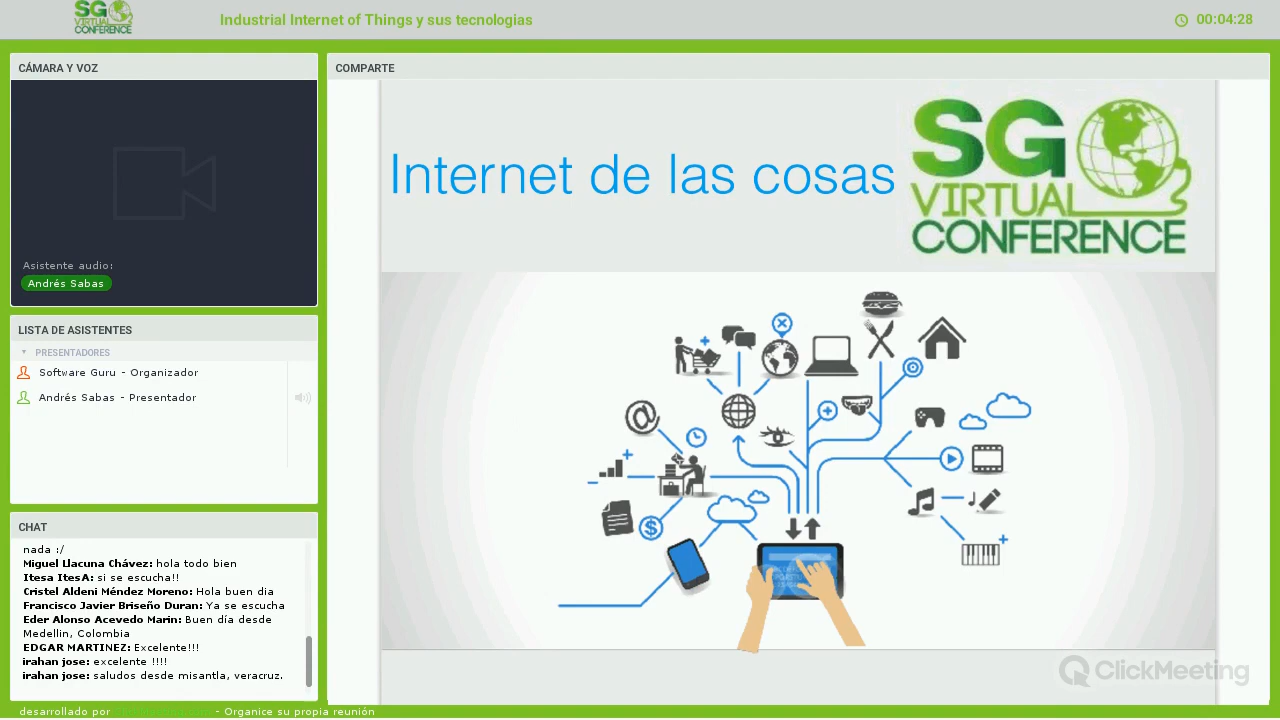 SG
VIRTUAL
CONFERENCE
Industrial Internet of Things y sus tecnologias
00:04:28
CÁMARA Y VOZ
Asistente audio:
Andrés Sabas
LISTA DE ASISTENTES
PRESENTADORES
Software Guru - Organizador
Andrés Sabas - Presentador
CHAT
nada :/
Miguel Llacuna Chávez: hola todo bien
Itesa ItesA: si se escucha!!
Cristel Aldeni Méndez Moreno: Hola buen dia
Francisco Javier Briseño Duran: Ya se escucha
Eder Alonso Acevedo Marin: Buen día desde
Medellin, Colombia
EDGAR MARTINEZ: Excelente!!!
irahan jose: excelente !!!!
irahan jose: saludos desde misantla, veracruz.
COMPARTE
Internet de las cosas
SG
VIRTUAL
CONFERENCE
ClickMeeting
desarrollado por - Organice su propia reunión